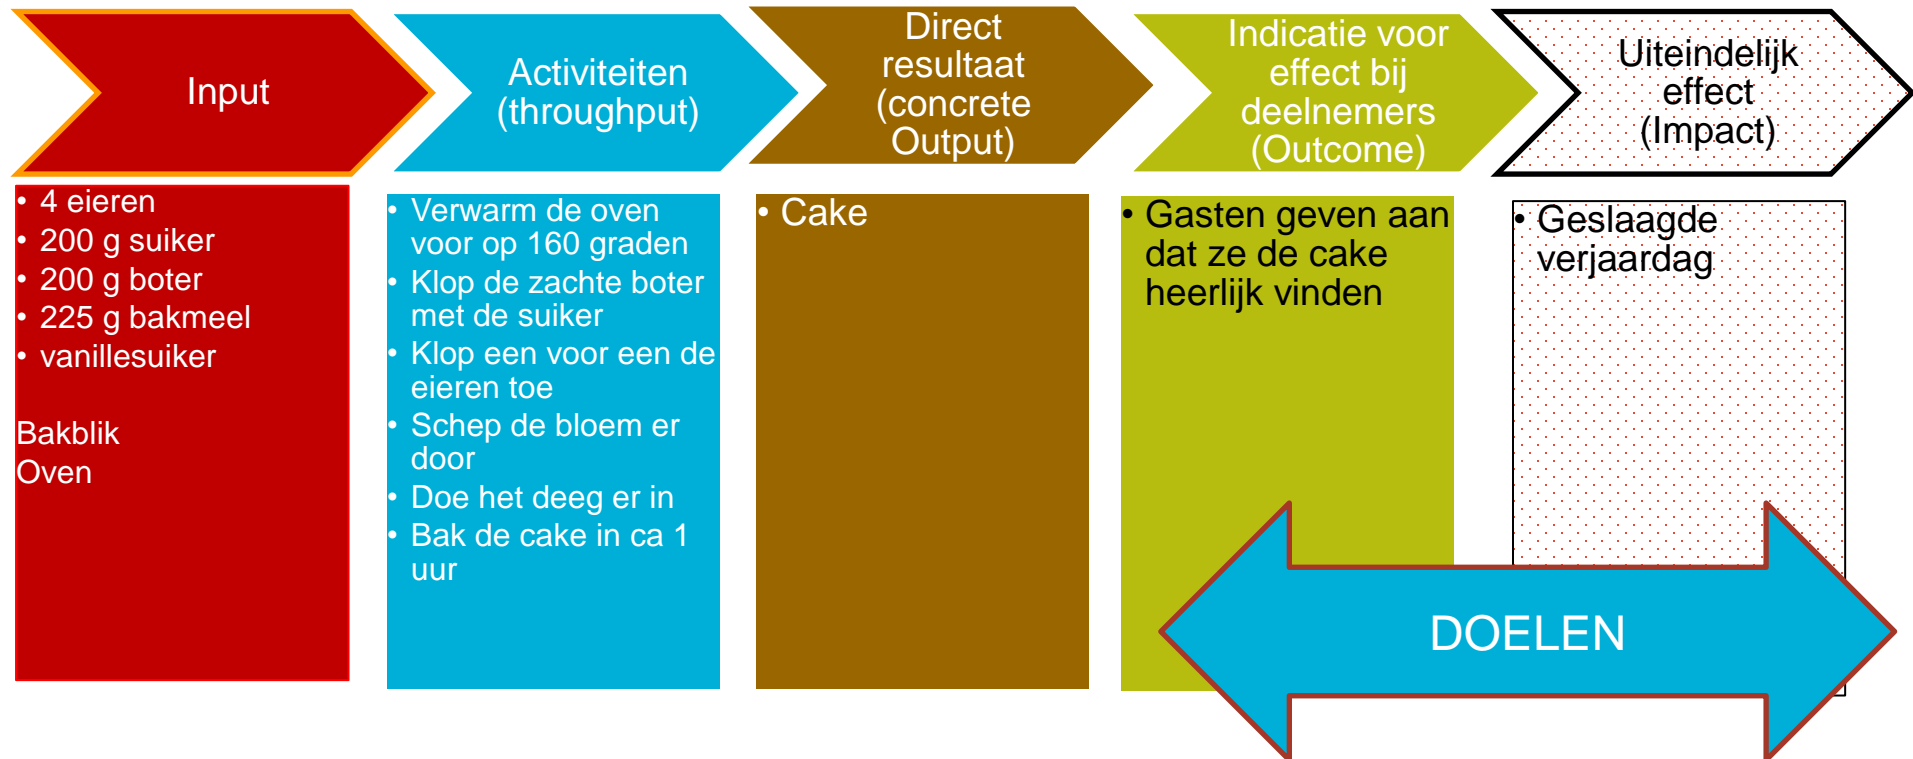 Input
Activiteiten
(throughput)
Direct
resultaat
(concrete
Output)
Indicatie voor
effect bij
deelnemers
(Outcome)
Uiteindelijk
effect
(Impact)
• 4 eieren
• 200 g suiker
• 200 g boter
• 225 g bakmeel
• vanillesuiker
Bakblik
Oven
• Verwarm de oven
voor op 160 graden
• Klop de zachte boter
met de suiker
• Klop een voor een de
eieren toe
• Schep de bloem er
door
• Doe het deeg er in
• Bak de cake in ca 1
uur
• Cake
• Gasten geven aan
dat ze de cake
heerlijk vinden
• Geslaagde
verjaardag
DOELEN